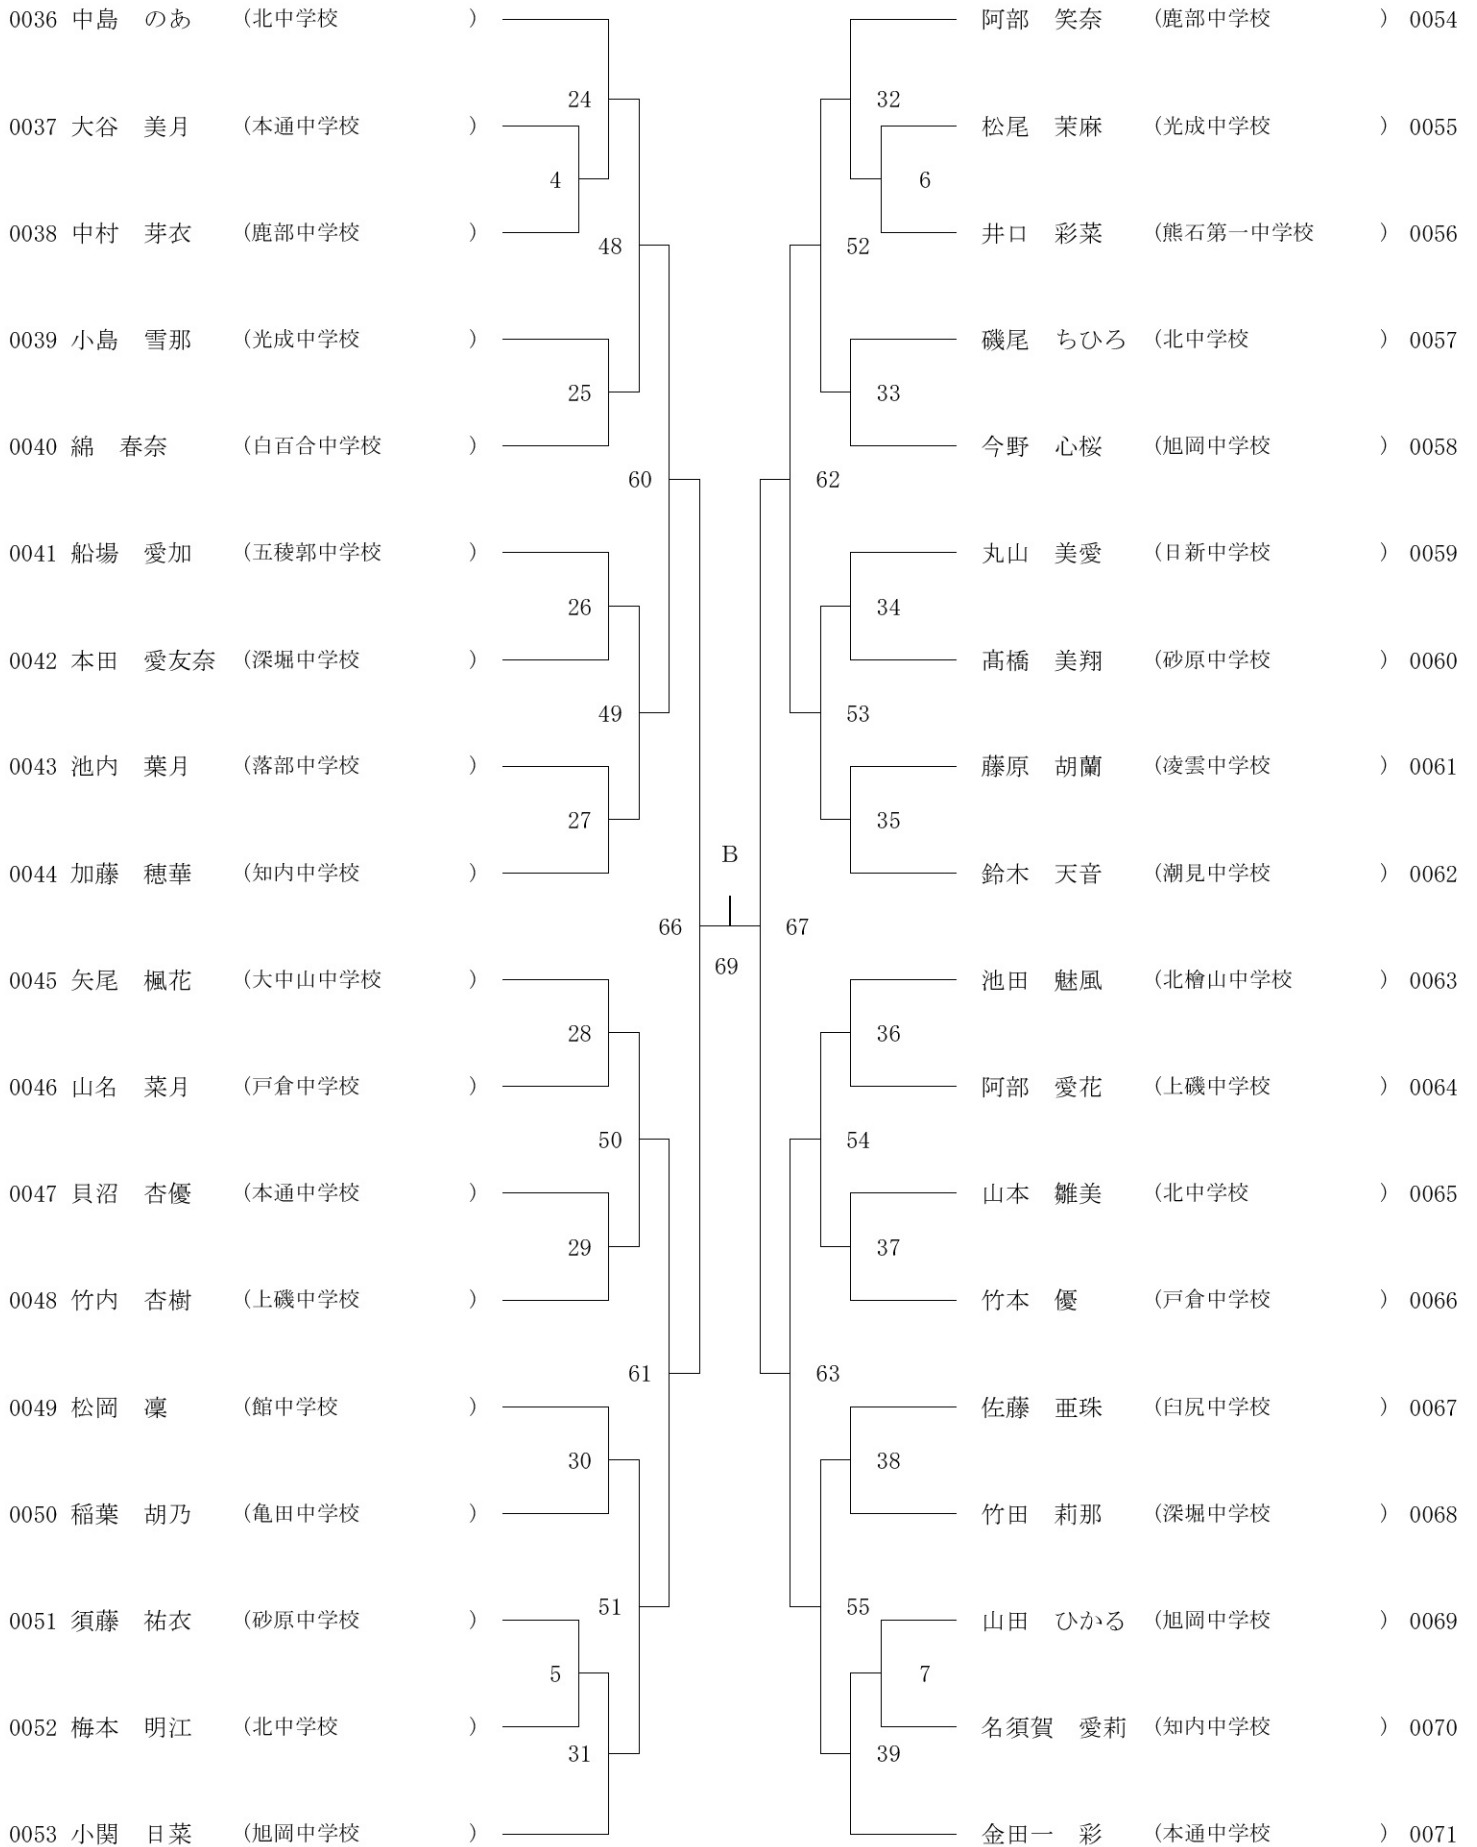 0036 中島　のあ　(北中学校　)　阿部　笑奈　(鹿部中学校　) 0054
24　32
0037 大谷　美月　(本通中学校　)　松尾　茉麻　(光成中学校　) 0055
4　6
0038 中村　芽衣　(鹿部中学校　)　井口　彩菜　(熊石第一中学校　) 0056
48　52
0039 小島　雪那　(光成中学校　)　磯尾　ちひろ　(北中学校　) 0057
25　33
0040 綿　春奈　(白百合中学校　)　今野　心桜　(旭岡中学校　) 0058
60　62
0041 船場　愛加　(五稜郭中学校　)　丸山　美愛　(日新中学校　) 0059
26　34
0042 本田　愛友奈　(深堀中学校　)　髙橋　美翔　(砂原中学校　) 0060
49　53
0043 池内　葉月　(落部中学校　)　藤原　胡蘭　(凌雲中学校　) 0061
27　35
B
0044 加藤　穂華　(知内中学校　)　鈴木　天音　(潮見中学校　) 0062
66　67
69
0045 矢尾　楓花　(大中山中学校　)　池田　魅風　(北檜山中学校　) 0063
28　36
0046 山名　菜月　(戸倉中学校　)　阿部　愛花　(上磯中学校　) 0064
50　54
0047 貝沼　杏優　(本通中学校　)　山本　雛美　(北中学校　) 0065
29　37
0048 竹内　杏樹　(上磯中学校　)　竹本　優　(戸倉中学校　) 0066
61　63
0049 松岡　凜　(館中学校　)　佐藤　亜珠　(臼尻中学校　) 0067
30　38
0050 稲葉　胡乃　(亀田中学校　)　竹田　莉那　(深堀中学校　) 0068
51　55
0051 須藤　祐衣　(砂原中学校　)　山田　ひかる　(旭岡中学校　) 0069
5　7
0052 梅本　明江　(北中学校　)　名須賀　愛莉　(知内中学校　) 0070
31　39
0053 小関　日菜　(旭岡中学校　)　金田一　彩　(本通中学校　) 0071